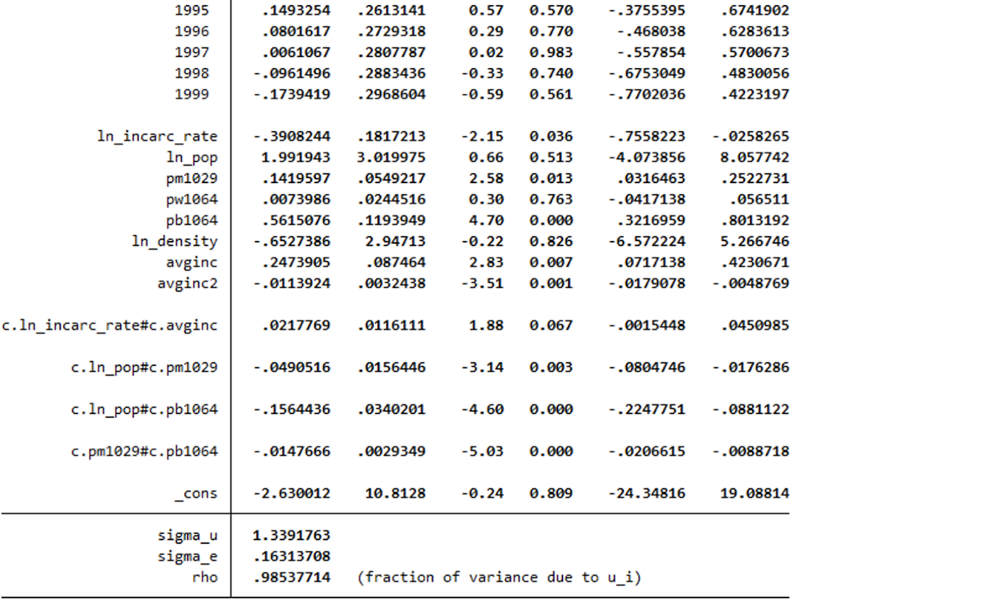 1995 .1493254 .2613141 0.57 0.570 -.3755395 .6741902
1996 .0801617 .2729318 0.29 0.770 -.468038 .6283613
1997 .0061067 .2807787 0.02 0.983 -.557854 .5700673
1998 -.0961496 .2883436 -0.33 0.740 -.6753049 .4830056
1999 -.1739419 .2968604 -0.59 0.561 -.7702036 .4223197
ln_incarc_rate -.3908244 .1817213 -2.15 0.036 -.7558223 -.0258265
ln_pop 1.991943 3.019975 0.66 0.513 -4.073856 8.057742
pm1029 .1419597 .0549217 2.58 0.013 .0316463 .2522731
pw1064 .0073986 .0244516 0.30 0.763 -.0417138 .056511
pb1064 .5615076 .1193949 4.70 0.000 .3216959 .8013192
ln_density -.6527386 2.94713 -0.22 0.826 -6.572224 5.266746
avginc .2473905 .087464 2.83 0.007 .0717138 .4230671
avginc2 -.0113924 .0032438 -3.51 0.001 -.0179078 -.0048769
c.ln_incarc_rate#c.avginc .0217769 .0116111 1.88 0.067 -.0015448 .0450985
c.ln_pop#c.pm1029 -.0490516 .0156446 -3.14 0.003 -.0804746 -.0176286
c.ln_pop#c.pb1064 -.1564436 .0340201 -4.60 0.000 -.2247751 -.0881122
c.pm1029#c.pb1064 -.0147666 .0029349 -5.03 0.000 -.0206615 -.0088718
_cons -2.630012 10.8128 -0.24 0.809 -24.34816 19.08814
sigma_u 1.3391763
sigma_e .16313708
rho .98537714 (fraction of variance due to u_i)